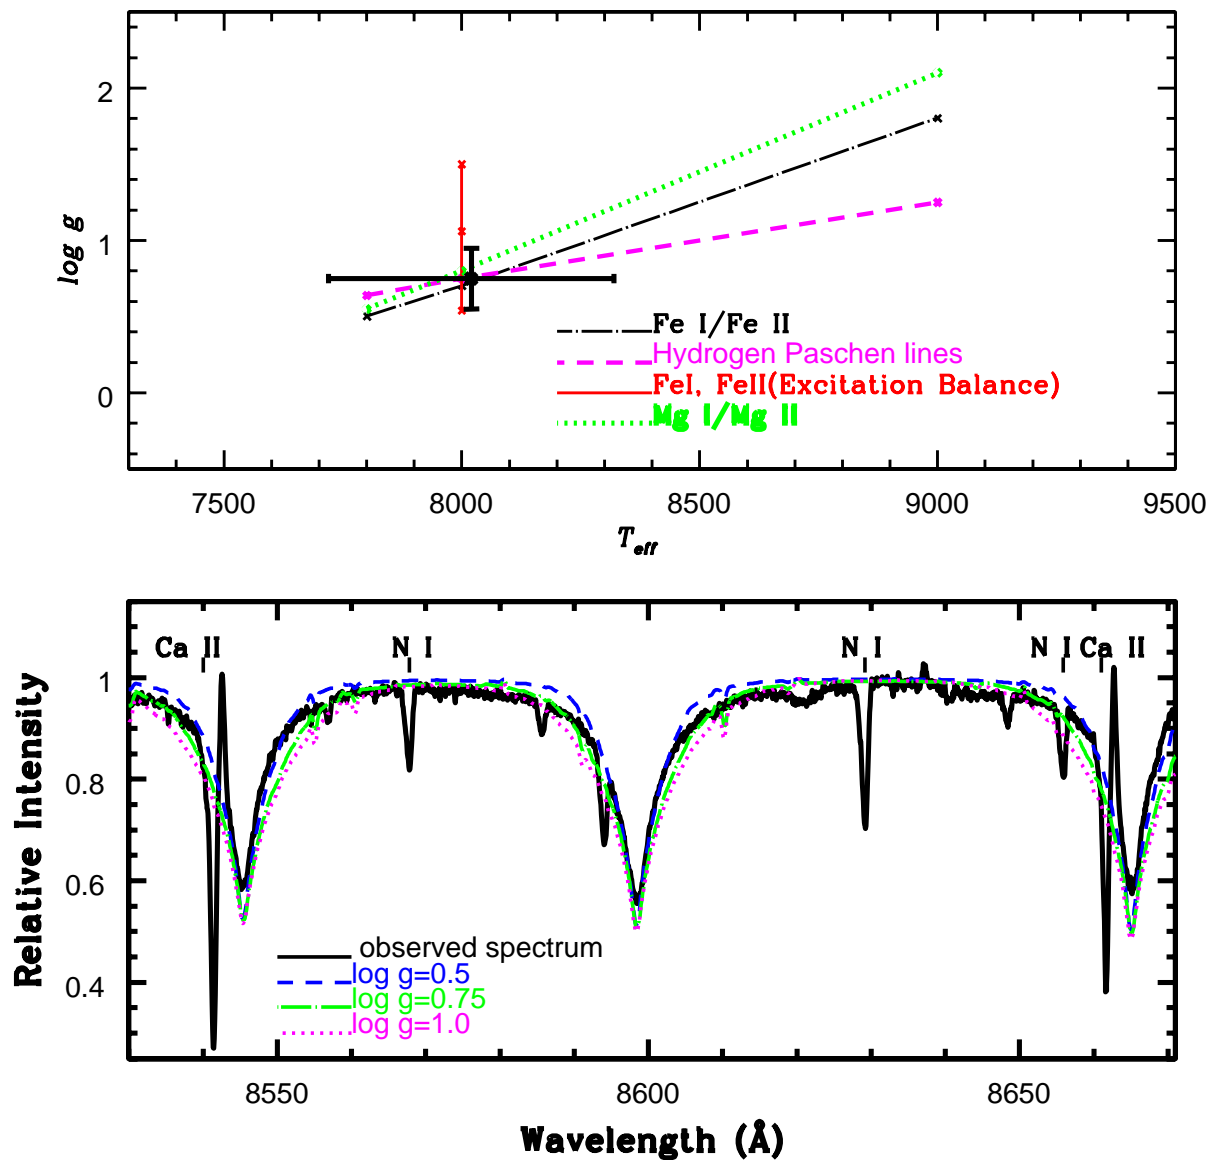 2
1
0
log g
Fe I/Fe II
Hydrogen Paschen lines
FeI, FeII(Excitation Balance)
Mg I/Mg II
7500 8000 8500 9000 9500
T_eff
Ca II N I N I N I Ca II
1
0.8
0.6
0.4
Relative Intensity
observed spectrum
log g=0.5
log g=0.75
log g=1.0
8550 8600 8650
Wavelength (Å)